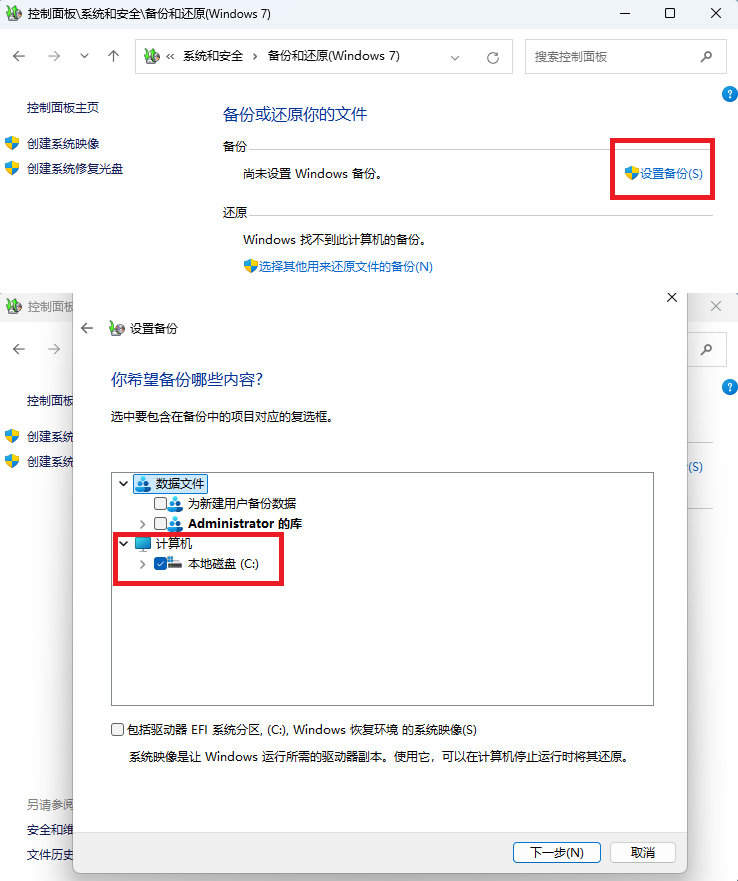 控制面板\系统和安全\备份和还原(Windows 7)
« 系统和安全 › 备份和还原(Windows 7)
搜索控制面板
控制面板主页
创建系统映像
创建系统修复光盘
备份或还原你的文件
备份
尚未设置 Windows 备份。
设置备份(S)
还原
Windows 找不到此计算机的备份。
选择其他用来还原文件的备份(N)
控制面板
控制面板
创建系统
创建系统
(S)
另请参阅
安全和维
文件历史
设置备份
你希望备份哪些内容?
选中要包含在备份中的项目对应的复选框。
数据文件
为新建用户备份数据
Administrator 的库
计算机
本地磁盘 (C:)
包括驱动器 EFI 系统分区, (C:), Windows 恢复环境 的系统映像(S)
系统映像是让 Windows 运行所需的驱动器副本。使用它，可以在计算机停止运行时将其还原。
下一步(N)
取消